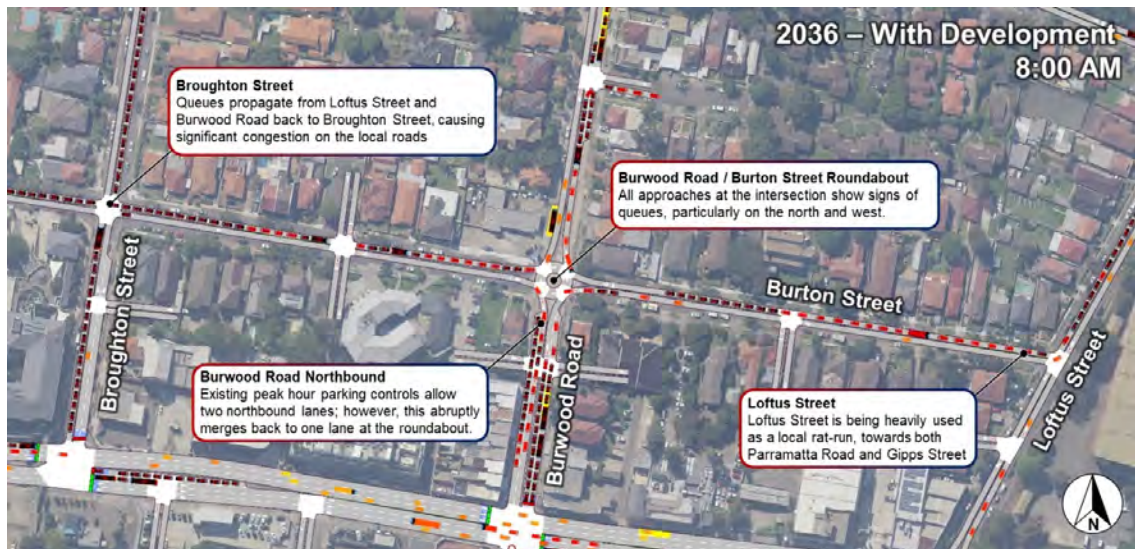 2036 – With Development
8:00 AM
Broughton Street
Queues propagate from Loftus Street and
Burwood Road back to Broughton Street, causing
significant congestion on the local roads
Burwood Road / Burton Street Roundabout
All approaches at the intersection show signs of
queues, particularly on the north and west.
Broughton Street
Burton Street
Burwood Road
Loftus Street
Burwood Road Northbound
Existing peak hour parking controls allow
two northbound lanes; however, this abruptly
merges back to one lane at the roundabout.
Loftus Street
Loftus Street is being heavily used
as a local rat-run, towards both
Parramatta Road and Gipps Street
N